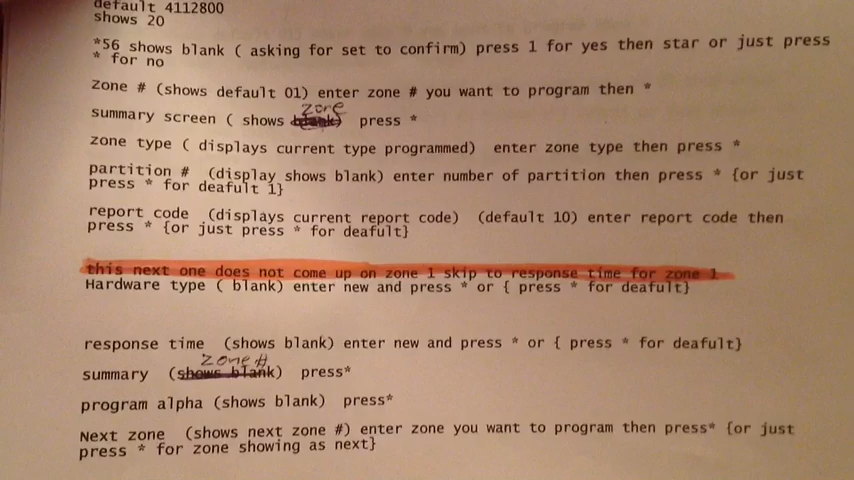 default 4112800
shows 20
*56 shows blank ( asking for set to confirm) press 1 for yes then star or just press
* for no
zone # (shows default 01) enter zone # you want to program then *
zone
summary screen ( shows blank) press *
zone type ( displays current type programmed) enter zone type then press *
partition # (display shows blank) enter number of partition then press * {or just
press * for deafult 1}
report code (displays current report code) (default 10) enter report code then
press * {or just press * for deafult}
this next one does not come up on zone 1 skip to response time for zone 1
Hardware type ( blank) enter new and press * or { press * for deafult}
response time (shows blank) enter new and press * or { press * for deafult}
zone #
summary (shows blank) press*
program alpha (shows blank) press*
Next zone (shows next zone #) enter zone you want to program then press* {or just
press * for zone showing as next}